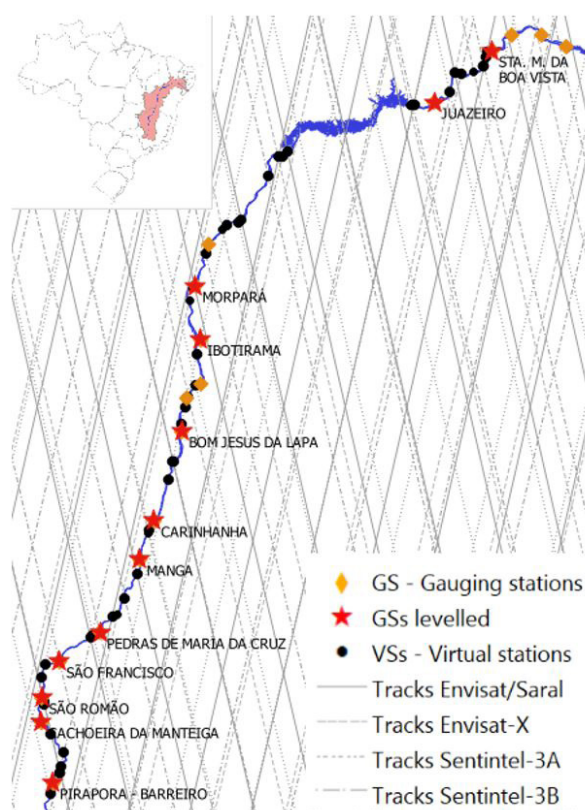 STA. M. DA
BOA VISTA
JUAZEIRO
MORPARÁ
IBOTIRAMA
BOM JESUS DA LAPA
CARINHANHA
MANGA
PEDRAS DE MARIA DA CRUZ
SÃO FRANCISCO
SÃO ROMÃO
CACHOEIRA DA MANTEIGA
PIRAPORA - BARREIRO
GS - Gauging stations
GSs levelled
VSs - Virtual stations
Tracks Envisat/Saral
Tracks Envisat-X
Tracks Sentintel-3A
Tracks Sentintel-3B